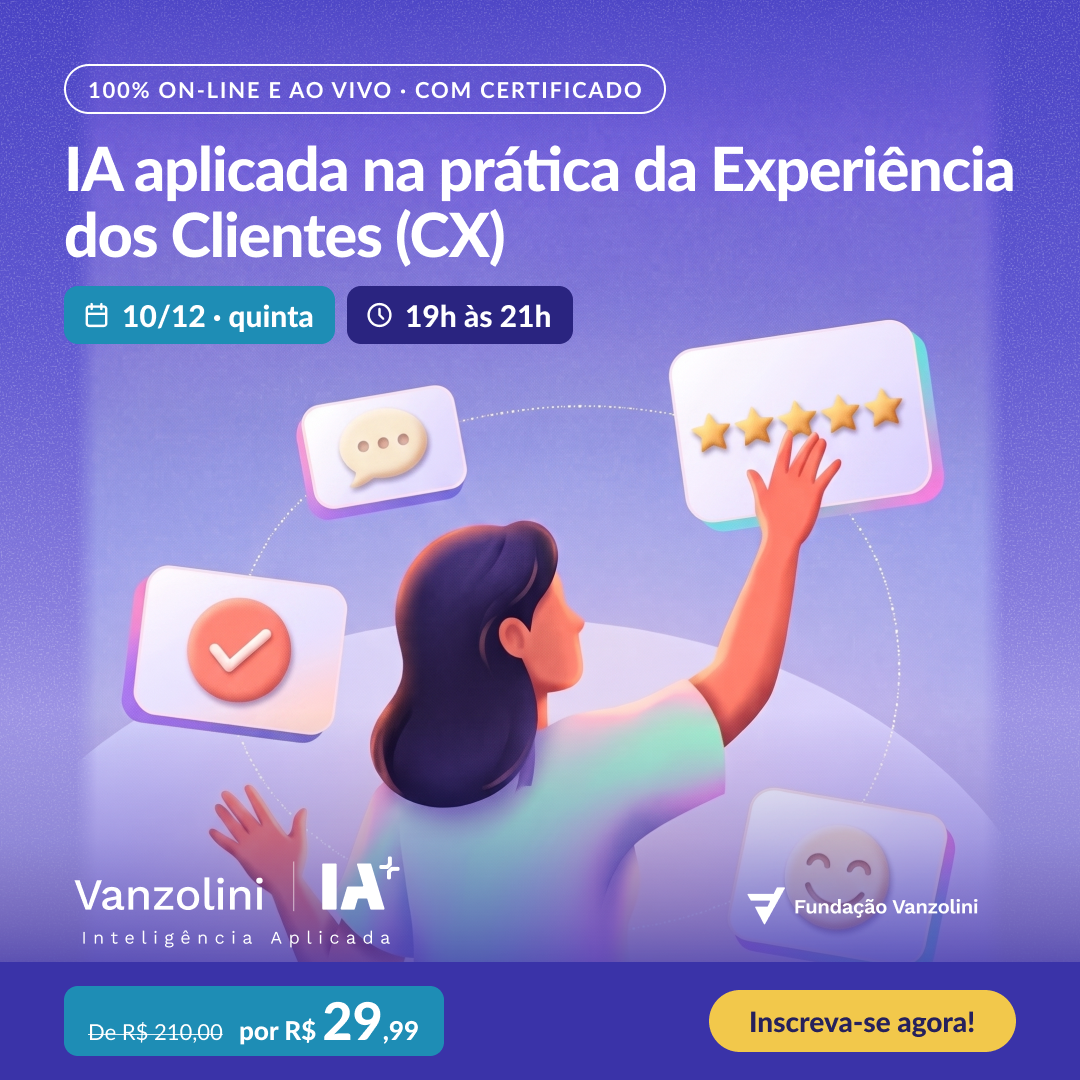 100% ON-LINE E AO VIVO · COM CERTIFICADO
IA aplicada na prática da Experiência
dos Clientes (CX)
10/12 · quinta
19h às 21h
Vanzolini | IA+
Inteligência Aplicada
Fundação Vanzolini
De R$ 210,00 por R$ 29,99
Inscreva-se agora!